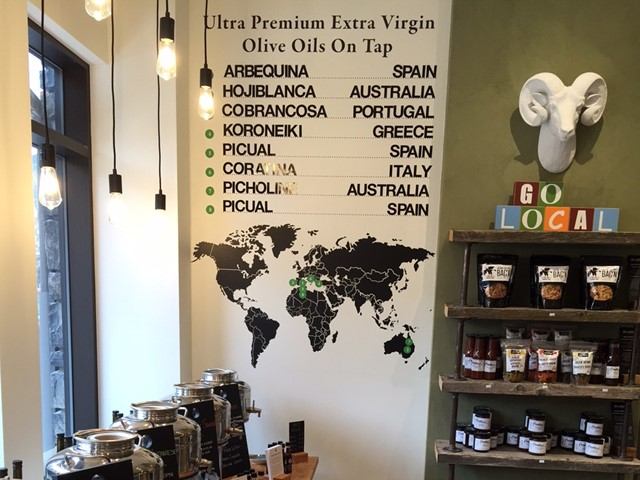 Ultra Premium Extra Virgin
Olive Oils On Tap
ARBEQUINA SPAIN
HOJIBLANCA AUSTRALIA
COBRANCOSA PORTUGAL
KORONEIKI GREECE
PICUAL SPAIN
CORATINA ITALY
PICHOLINE AUSTRALIA
PICUAL SPAIN
GO
LOCAL